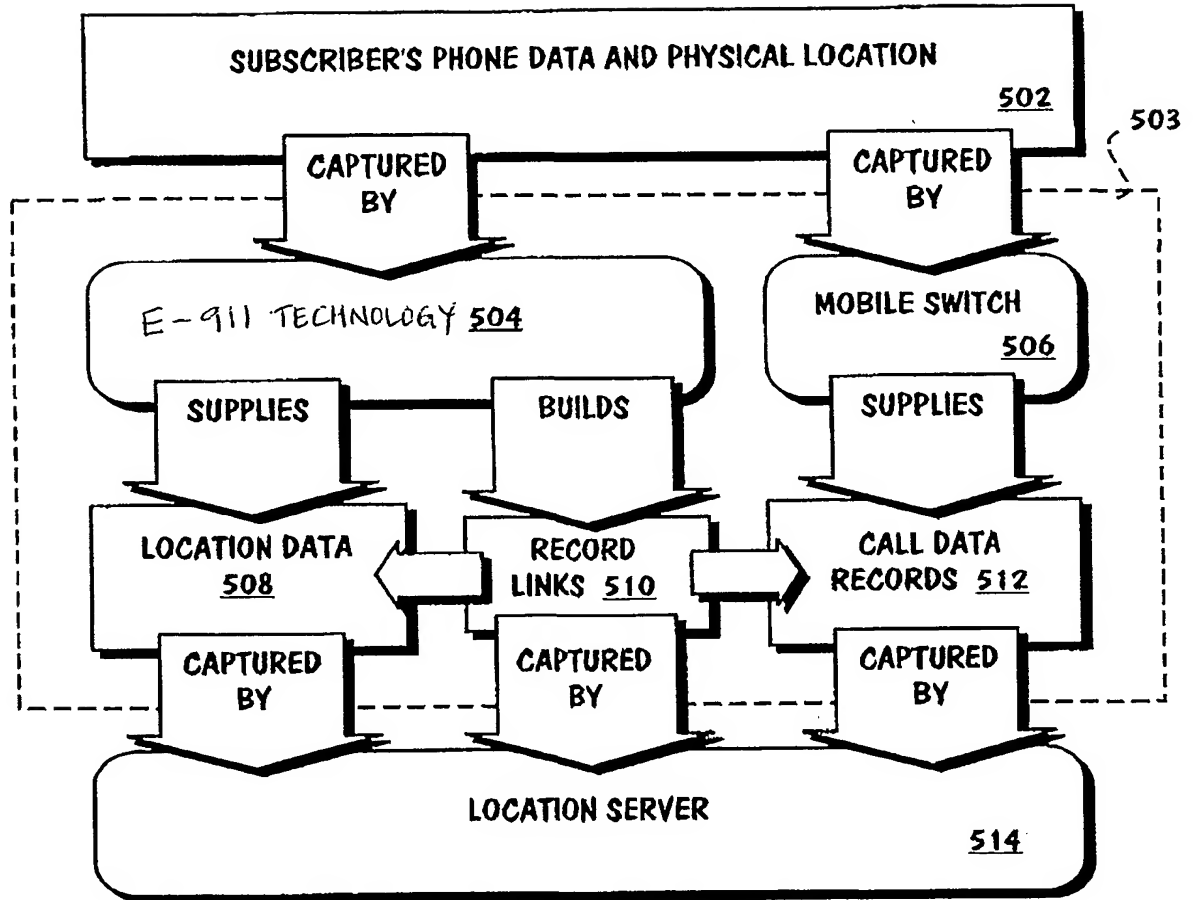 SUBSCRIBER'S PHONE DATA AND PHYSICAL LOCATION
502
503
CAPTURED
BY
CAPTURED
BY
E-911 TECHNOLOGY 504
MOBILE SWITCH
506
SUPPLIES
BUILDS
SUPPLIES
LOCATION DATA
508
RECORD
LINKS 510
CALL DATA
RECORDS 512
CAPTURED
BY
CAPTURED
BY
CAPTURED
BY
LOCATION SERVER
514